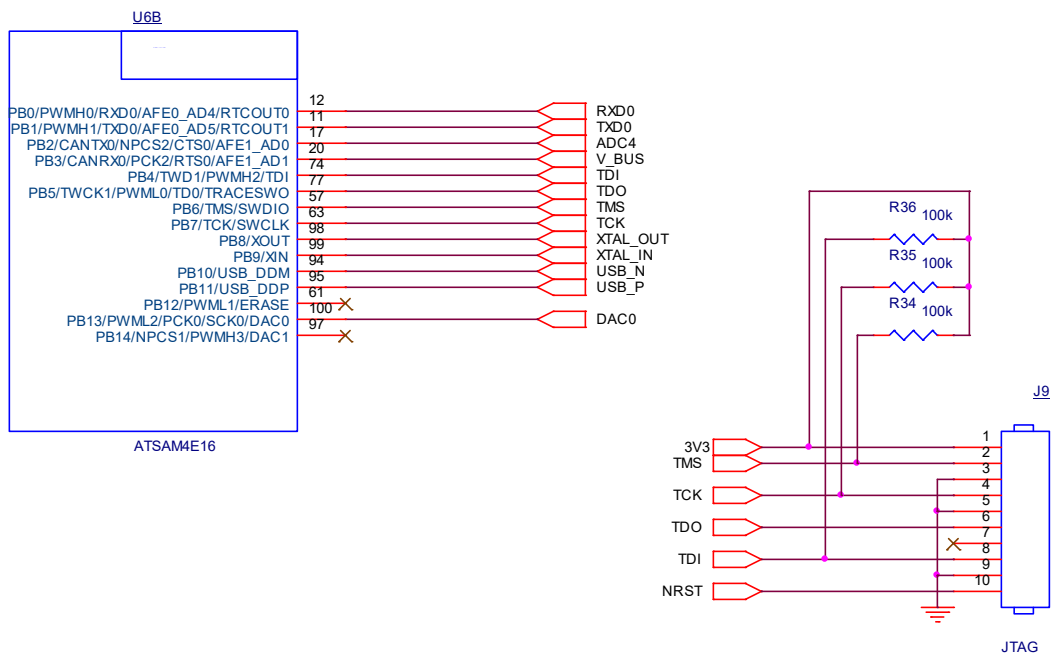 U6B
12
PB0/PWMH0/RXD0/AFE0_AD4/RTCOUT0
RXD0
11
PB1/PWMH1/TXD0/AFE0_AD5/RTCOUT1
TXD0
17
PB2/CANTX0/NPCS2/CTS0/AFE1_AD0
ADC4
20
PB3/CANRX0/PCK2/RTS0/AFE1_AD1
V_BUS
74
PB4/TWD1/PWMH2/TDI
TDI
77
PB5/TWCK1/PWML0/TD0/TRACESWO
TDO
57
PB6/TMS/SWDIO
TMS
63
PB7/TCK/SWCLK
TCK
98
PB8/XOUT
XTAL_OUT
99
PB9/XIN
XTAL_IN
94
PB10/USB_DDM
USB_N
95
PB11/USB_DDP
USB_P
61
PB12/PWML1/ERASE
100
PB13/PWML2/PCK0/SCK0/DAC0
DAC0
97
PB14/NPCS1/PWMH3/DAC1
ATSAM4E16
R36 100k
R35 100k
R34 100k
J9
3V3 1
TMS 2
3
TCK 4
5
TDO 6
7
TDI 8
9
NRST 10
JTAG